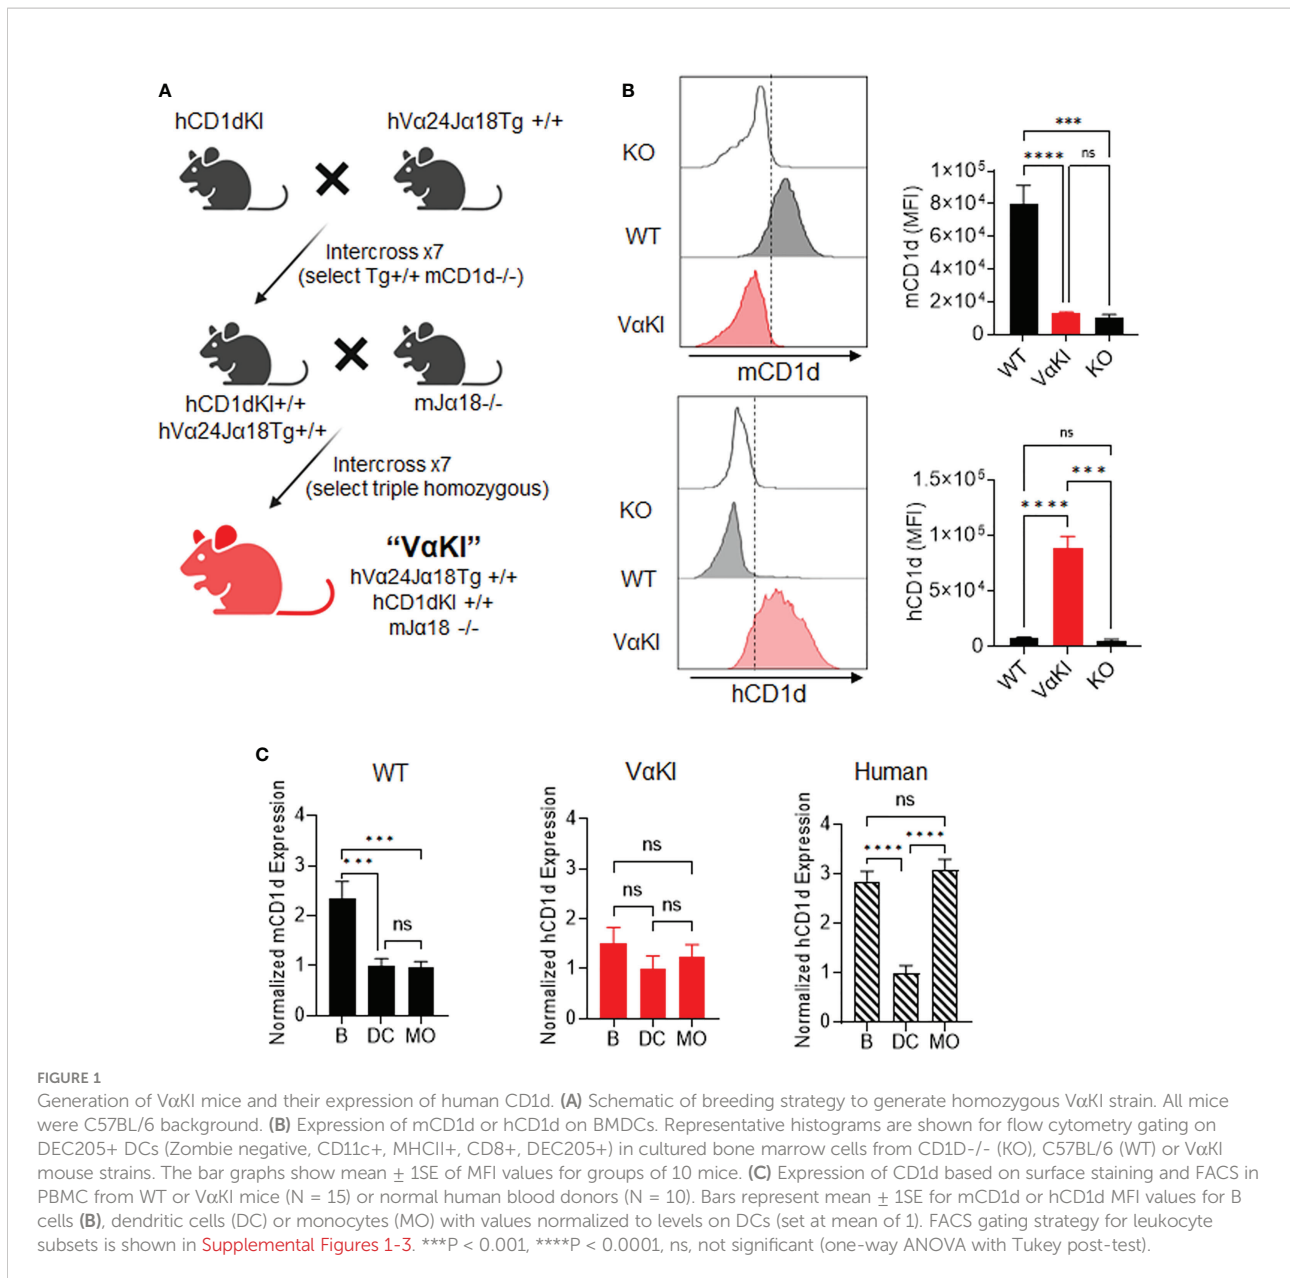 A
hCD1dKI
hVα24Jα18Tg +/+
Intercross x7
(select Tg+/+ mCD1d-/-)
hCD1dKI+/+
hVα24Jα18Tg+/+
mJα18-/-
Intercross x7
(select triple homozygous)
“VαKI”
hVα24Jα18Tg +/+
hCD1dKI +/+
mJα18 -/-
B
KO
WT
VαKI
mCD1d
***
****
ns
mCD1d (MFI)
1×10⁵
8×10⁴
6×10⁴
4×10⁴
2×10⁴
0
WT
VαKI
KO
KO
WT
VαKI
hCD1d
ns
****
***
hCD1d (MFI)
1.5×10⁵
1×10⁵
5×10⁴
0
WT
VαKI
KO
C
WT
Normalized mCD1d Expression
4
3
2
1
0
***
***
ns
B DC MO
VαKI
Normalized hCD1d Expression
4
3
2
1
0
ns
ns
ns
B DC MO
Human
Normalized hCD1d Expression
4
3
2
1
0
ns
****
****
B DC MO
FIGURE 1
Generation of VαKI mice and their expression of human CD1d. (A) Schematic of breeding strategy to generate homozygous VαKI strain. All mice
were C57BL/6 background. (B) Expression of mCD1d or hCD1d on BMDCs. Representative histograms are shown for flow cytometry gating on
DEC205+ DCs (Zombie negative, CD11c+, MHCII+, CD8+, DEC205+) in cultured bone marrow cells from CD1D-/- (KO), C57BL/6 (WT) or VαKI
mouse strains. The bar graphs show mean ± 1SE of MFI values for groups of 10 mice. (C) Expression of CD1d based on surface staining and FACS in
PBMC from WT or VαKI mice (N = 15) or normal human blood donors (N = 10). Bars represent mean ± 1SE for mCD1d or hCD1d MFI values for B
cells (B), dendritic cells (DC) or monocytes (MO) with values normalized to levels on DCs (set at mean of 1). FACS gating strategy for leukocyte
subsets is shown in Supplemental Figures 1-3. ***P < 0.001, ****P < 0.0001, ns, not significant (one-way ANOVA with Tukey post-test).